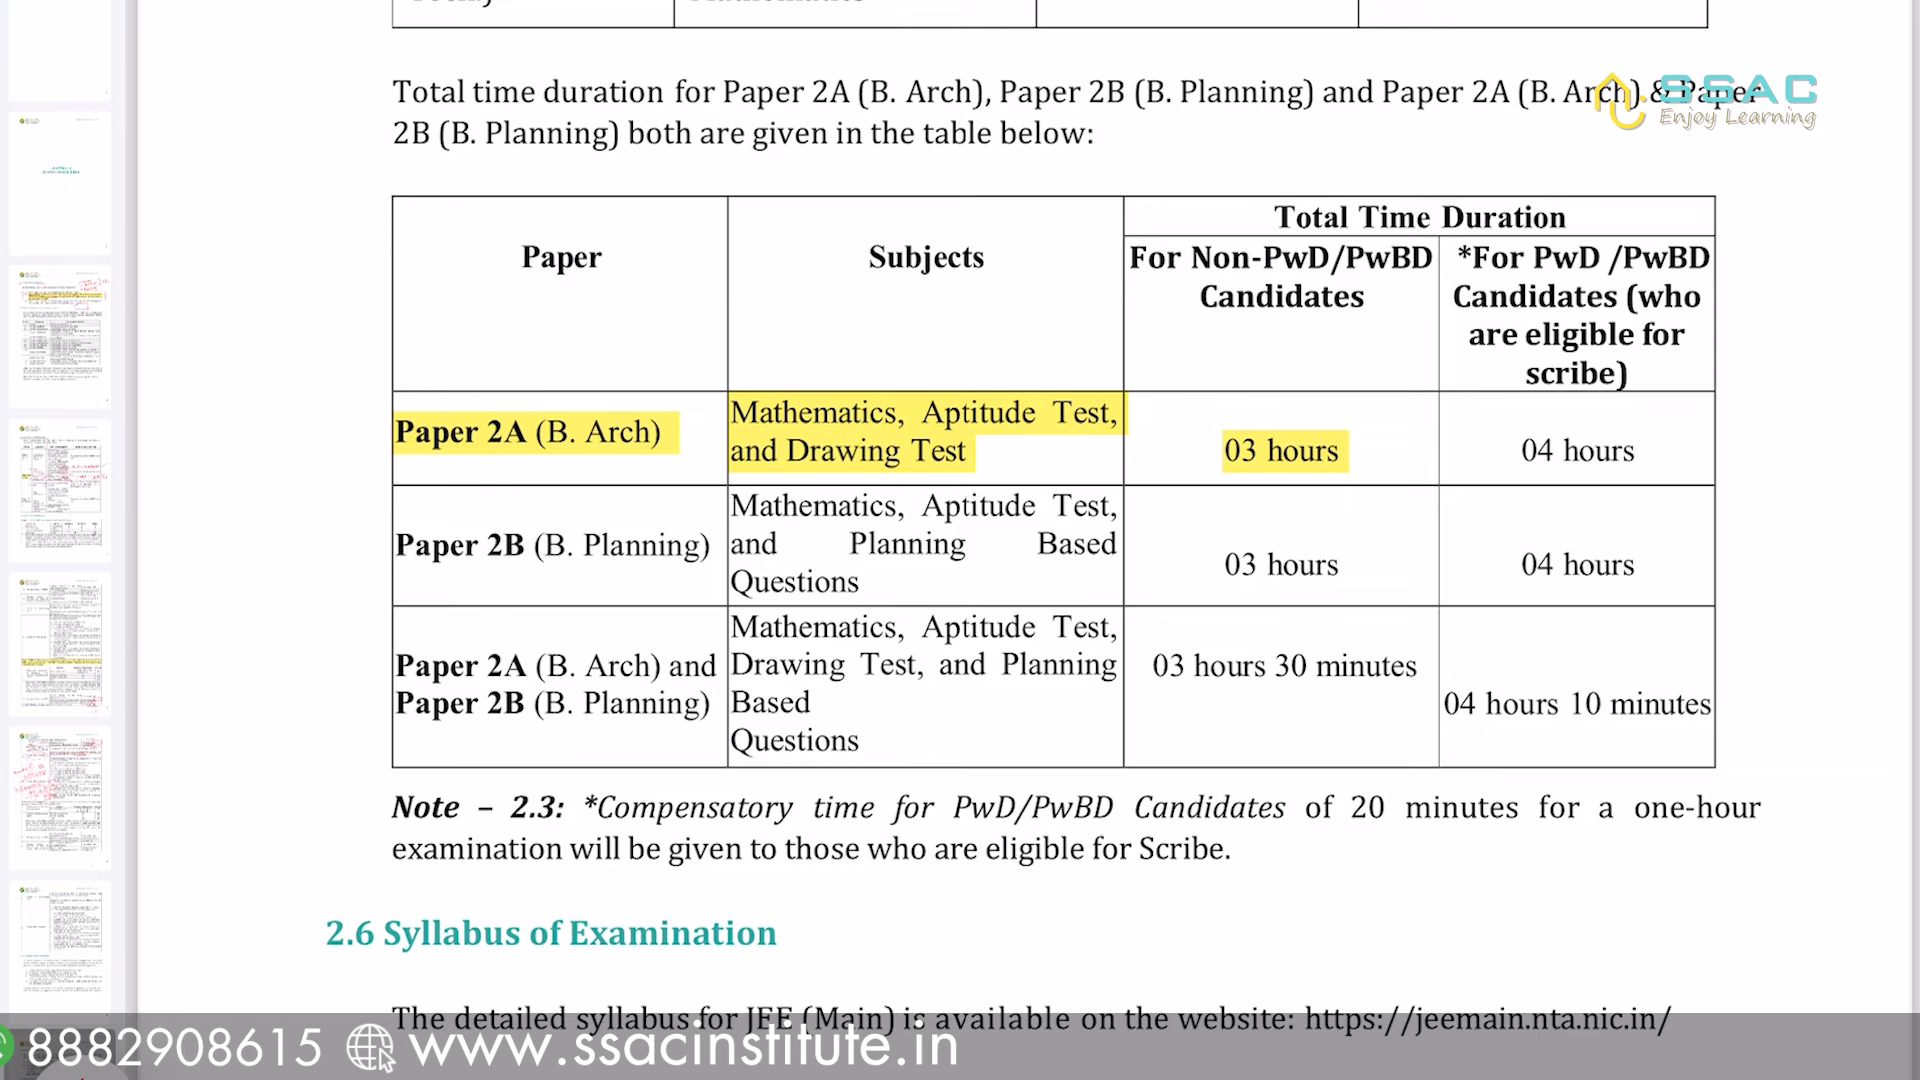 Total time duration for Paper 2A (B. Arch), Paper 2B (B. Planning) and Paper 2A (B. Arch) & Paper
2B (B. Planning) both are given in the table below:
SSAC
Enjoy Learning
Paper
Subjects
Total Time Duration
For Non-PwD/PwBD
Candidates
*For PwD /PwBD
Candidates (who
are eligible for
scribe)
Paper 2A (B. Arch)
Mathematics, Aptitude Test,
and Drawing Test
03 hours
04 hours
Paper 2B (B. Planning)
Mathematics, Aptitude Test,
and Planning Based
Questions
03 hours
04 hours
Paper 2A (B. Arch) and
Paper 2B (B. Planning)
Mathematics, Aptitude Test,
Drawing Test, and Planning
Based
Questions
03 hours 30 minutes
04 hours 10 minutes
Note – 2.3: *Compensatory time for PwD/PwBD Candidates of 20 minutes for a one-hour
examination will be given to those who are eligible for Scribe.
2.6 Syllabus of Examination
The detailed syllabus for JEE (Main) is available on the website: https://jeemain.nta.nic.in/
8882908615 www.ssacinstitute.in